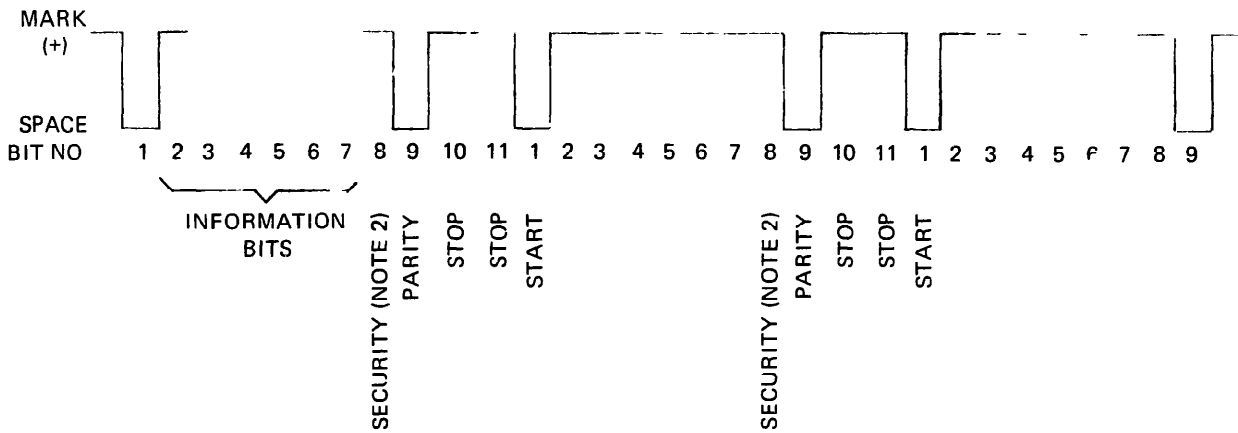 MARK
(+)
SPACE
BIT NO 1 2 3 4 5 6 7 8 9 10 11 1 2 3 4 5 6 7 8 9 10 11 1 2 3 4 5 6 7 8 9
INFORMATION
BITS
SECURITY (NOTE 2)
PARITY
STOP
STOP
START
SECURITY (NOTE 2)
PARITY
STOP
STOP
START